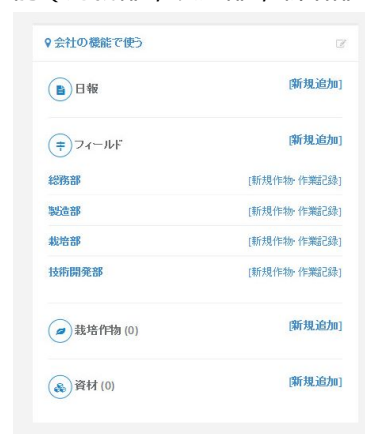 会社の機能で使う
日報 [新規追加]
フィールド [新規追加]
総務部 [新規作物・作業記録]
製造部 [新規作物・作業記録]
栽培部 [新規作物・作業記録]
技術開発部 [新規作物・作業記録]
栽培作物 (0) [新規追加]
資材 (0) [新規追加]